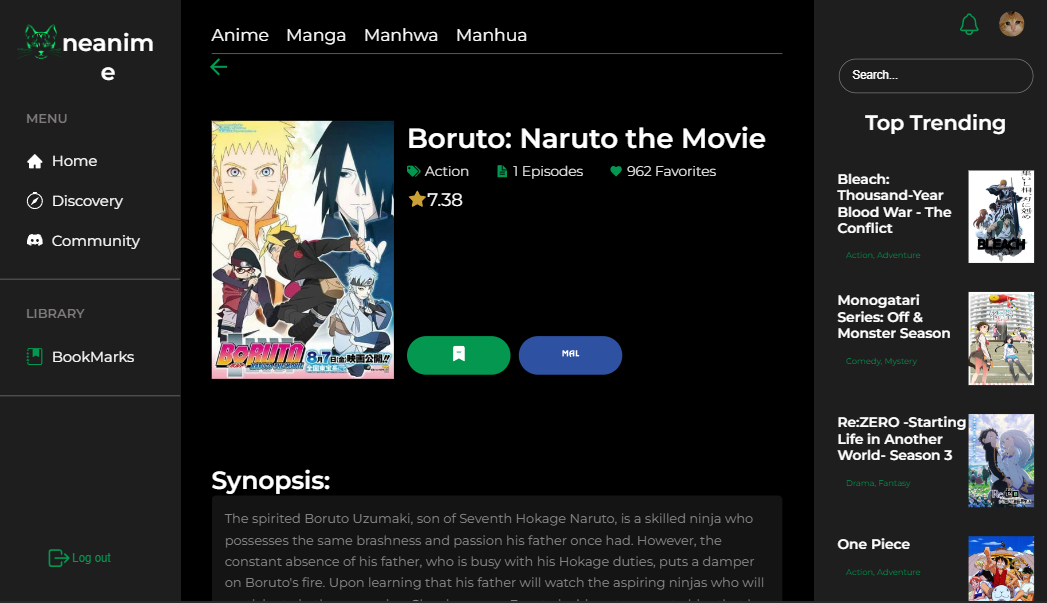 neanim
e
MENU
Home
Discovery
Community
LIBRARY
BookMarks
Log out
Anime Manga Manhwa Manhua
Boruto: Naruto the Movie
Action 1 Episodes 962 Favorites
7.38
BORUTO
8月7日(金)映画公開!!
MAL
Synopsis:
The spirited Boruto Uzumaki, son of Seventh Hokage Naruto, is a skilled ninja who
possesses the same brashness and passion his father once had. However, the
constant absence of his father, who is busy with his Hokage duties, puts a damper
on Boruto's fire. Upon learning that his father will watch the aspiring ninjas who will
Search...
Top Trending
Bleach:
Thousand-Year
Blood War - The
Conflict
Action, Adventure
BLEACH
Monogatari
Series: Off &
Monster Season
Comedy, Mystery
Re:ZERO -Starting
Life in Another
World- Season 3
Drama, Fantasy
One Piece
Action, Adventure